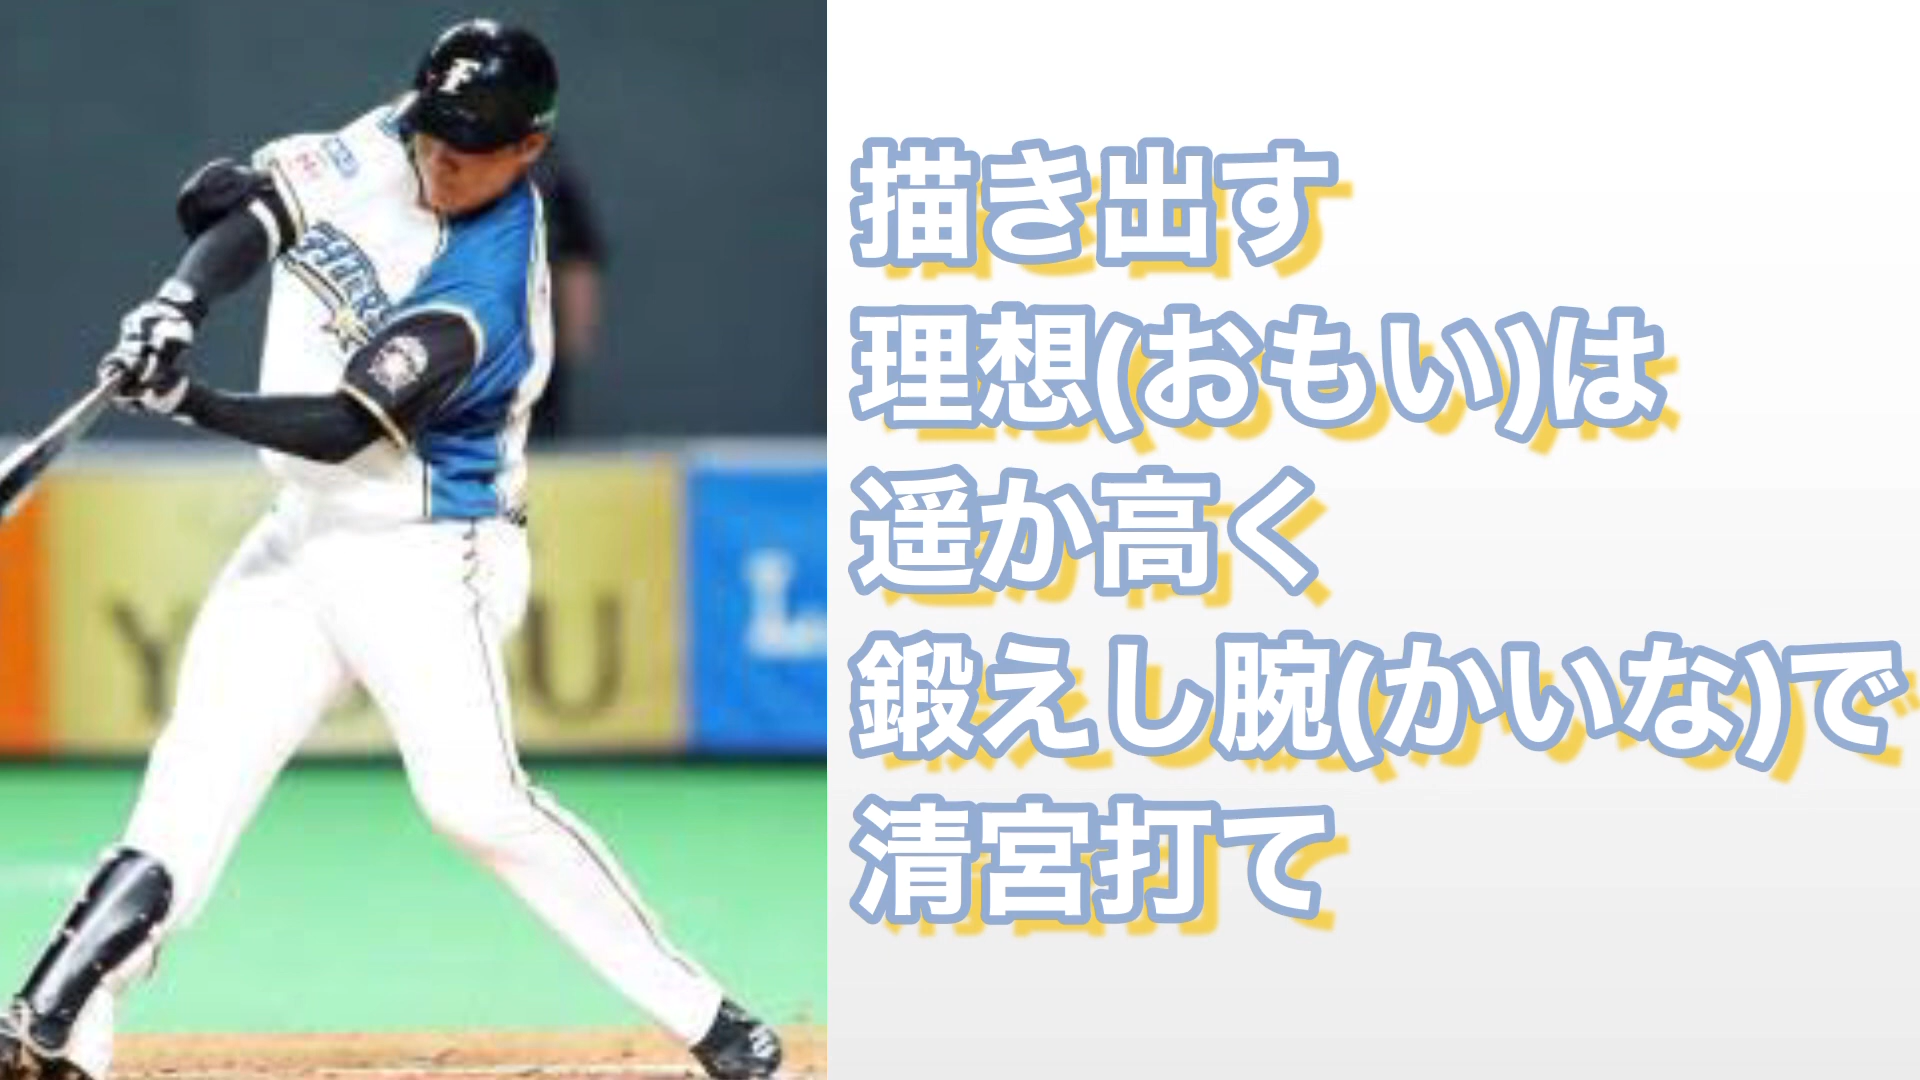 F
描き出す
理想(おもい)は
遥か高く
鍛えし腕(かいな)で
清宮打て